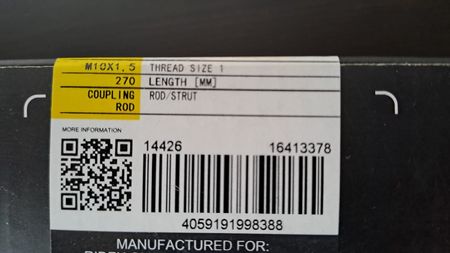 M10X1,5 THREAD SIZE 1
270 LENGTH [MM]
COUPLING ROD/STRUT
ROD
MORE INFORMATION
14426 16413378
4059191998388
MANUFACTURED FOR: